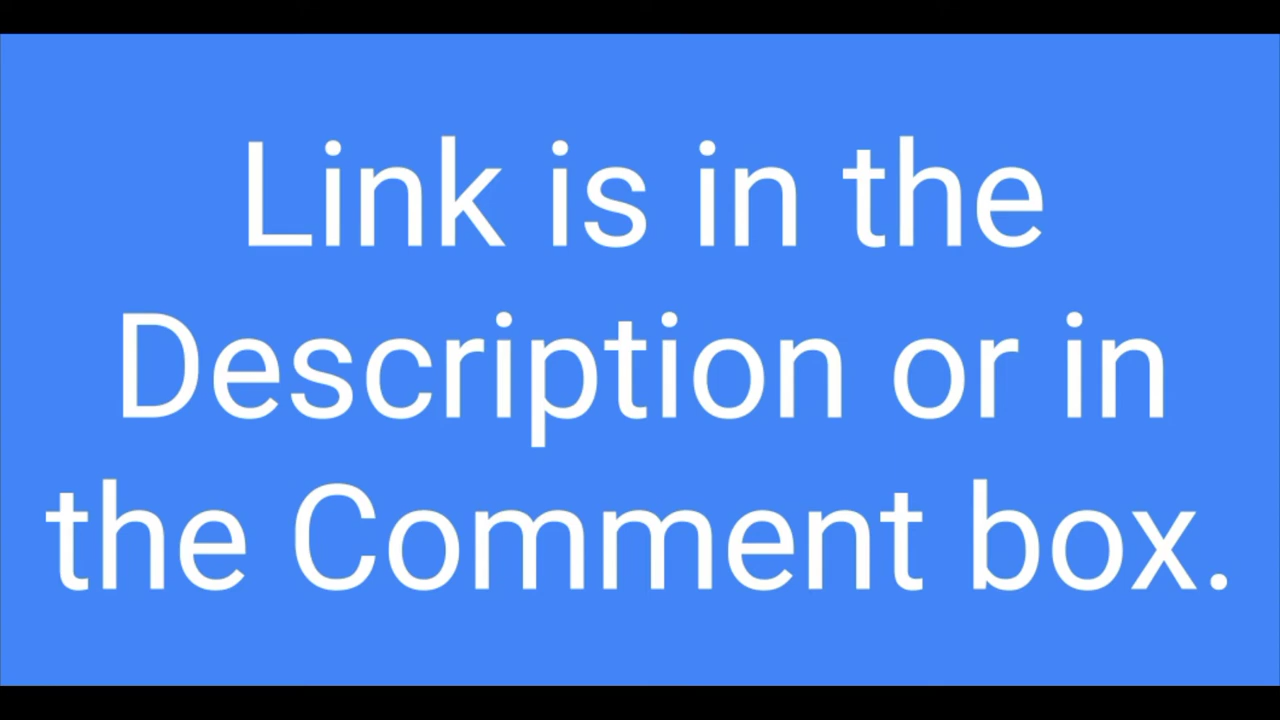 Link is in the
Description or in
the Comment box.